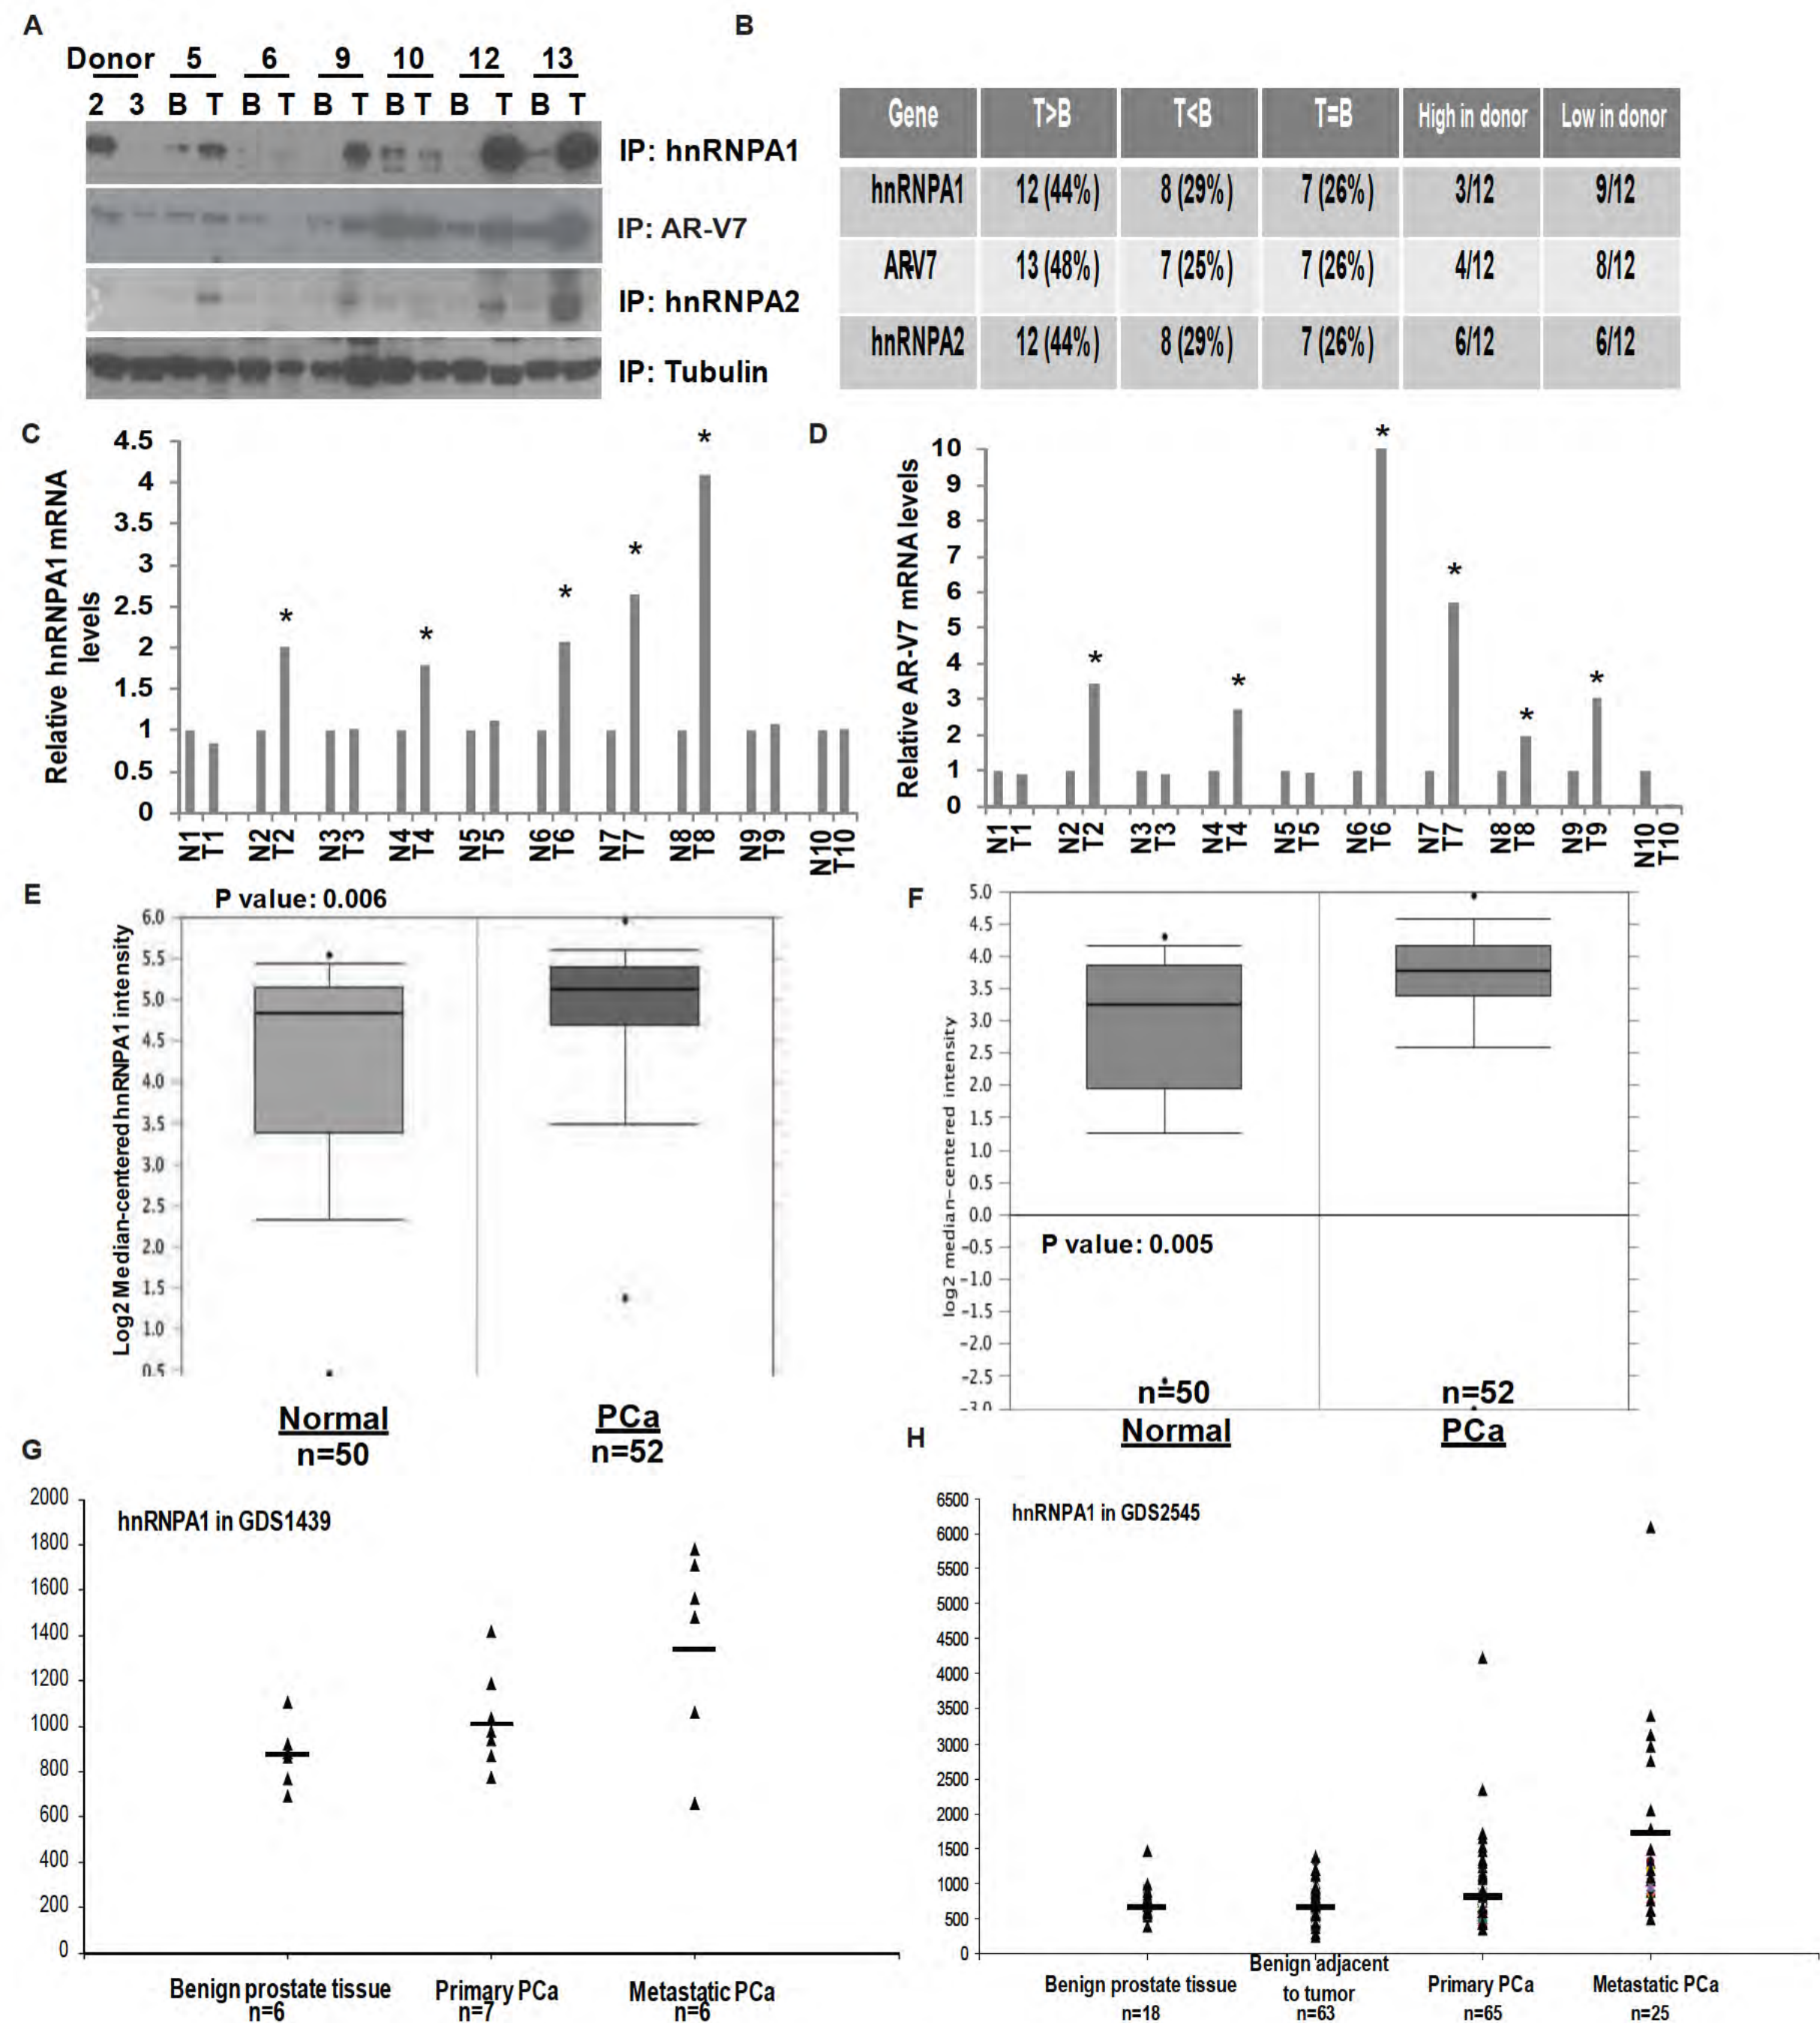 A
Donor 5 6 9 10 12 13
2 3 B T B T B T B T B T B T
IP: hnRNPA1
IP: AR-V7
IP: hnRNPA2
IP: Tubulin
B
Gene T>B T<B T=B High in donor Low in donor
hnRNPA1 12 (44%) 8 (29%) 7 (26%) 3/12 9/12
ARV7 13 (48%) 7 (25%) 7 (26%) 4/12 8/12
hnRNPA2 12 (44%) 8 (29%) 7 (26%) 6/12 6/12
C
Relative hnRNPA1 mRNA
levels
4.5
4
3.5
3
2.5
2
1.5
1
0.5
0
* * * * *
N1 T1 N2 T2 N3 T3 N4 T4 N5 T5 N6 T6 N7 T7 N8 T8 N9 T9 N10 T10
D
Relative AR-V7 mRNA levels
10
9
8
7
6
5
4
3
2
1
0
* * * * * *
N1 T1 N2 T2 N3 T3 N4 T4 N5 T5 N6 T6 N7 T7 N8 T8 N9 T9 N10 T10
E
P value: 0.006
Log2 Median-centered hnRNPA1 intensity
6.0
5.5
5.0
4.5
4.0
3.5
3.0
2.5
2.0
1.5
1.0
0.5
Normal PCa
n=50 n=52
F
log2 median-centered intensity
5.0
4.5
4.0
3.5
3.0
2.5
2.0
1.5
1.0
0.5
0.0
-0.5
-1.0
-1.5
-2.0
-2.5
-3.0
P value: 0.005
n=50 n=52
Normal PCa
G
hnRNPA1 in GDS1439
2000
1800
1600
1400
1200
1000
800
600
400
200
0
Benign prostate tissue Primary PCa Metastatic PCa
n=6 n=7 n=6
H
hnRNPA1 in GDS2545
6500
6000
5500
5000
4500
4000
3500
3000
2500
2000
1500
1000
500
0
Benign prostate tissue Benign adjacent to tumor Primary PCa Metastatic PCa
n=18 n=63 n=65 n=25